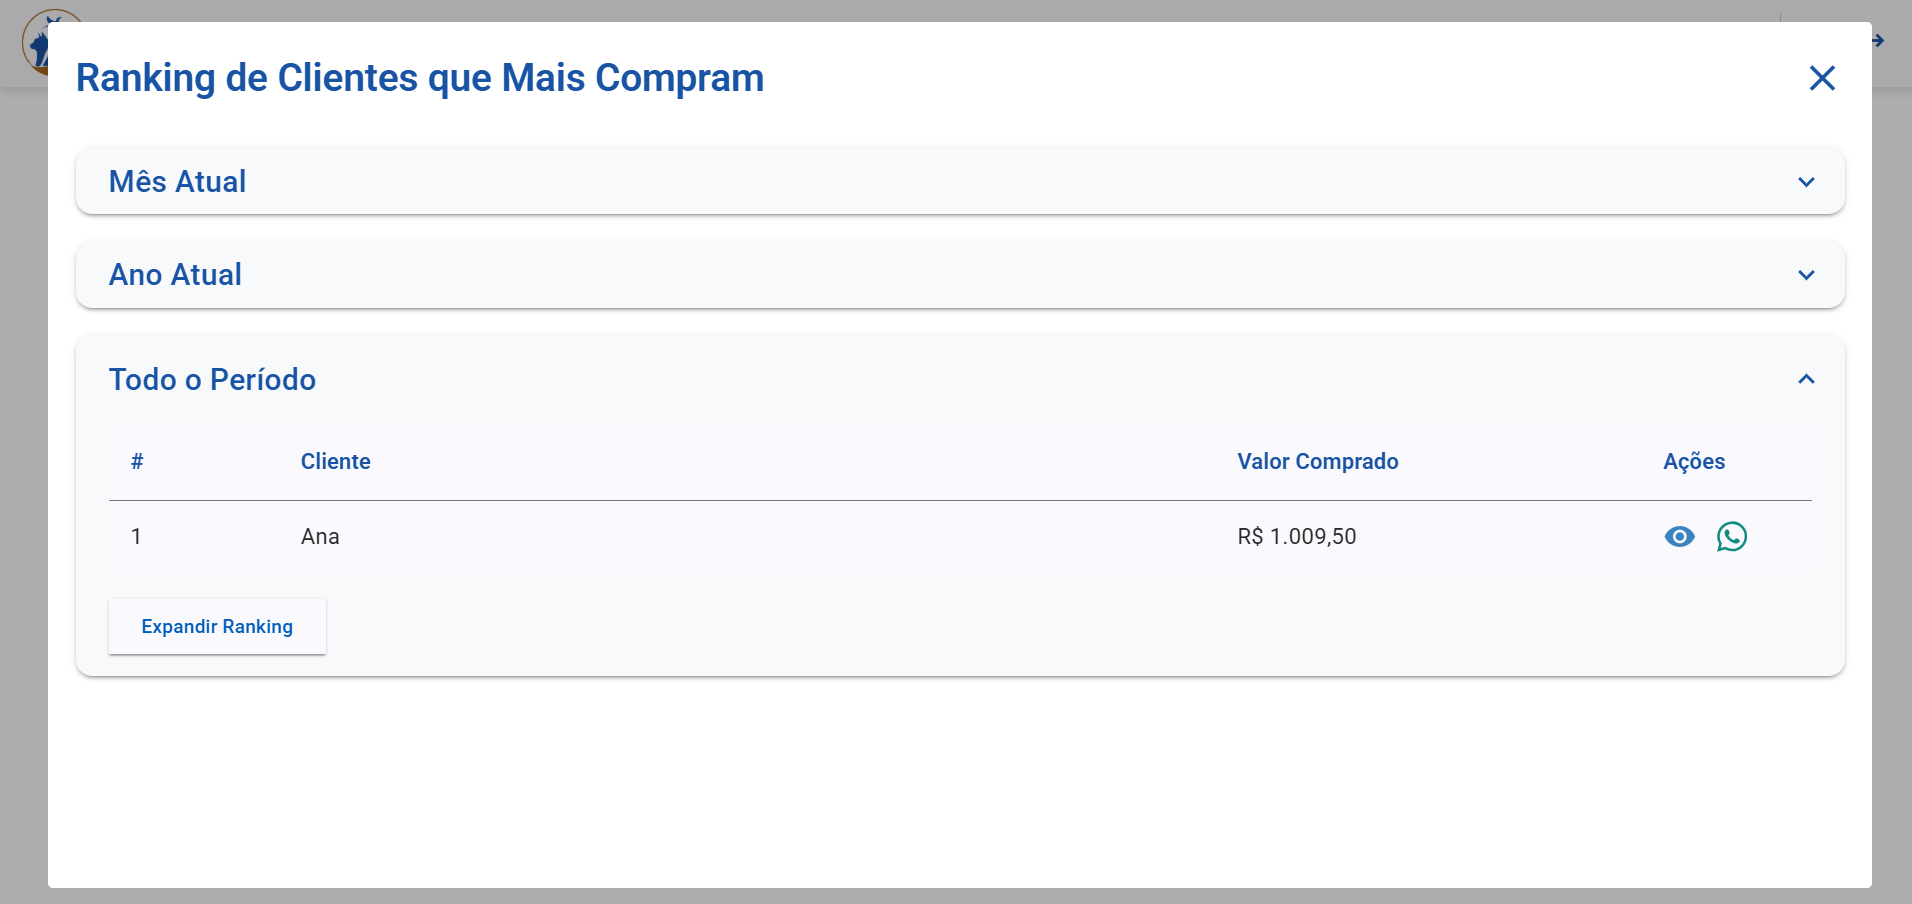 Ranking de Clientes que Mais Compram
Mês Atual
Ano Atual
Todo o Período
# Cliente Valor Comprado Ações
1 Ana R$ 1.009,50
Expandir Ranking